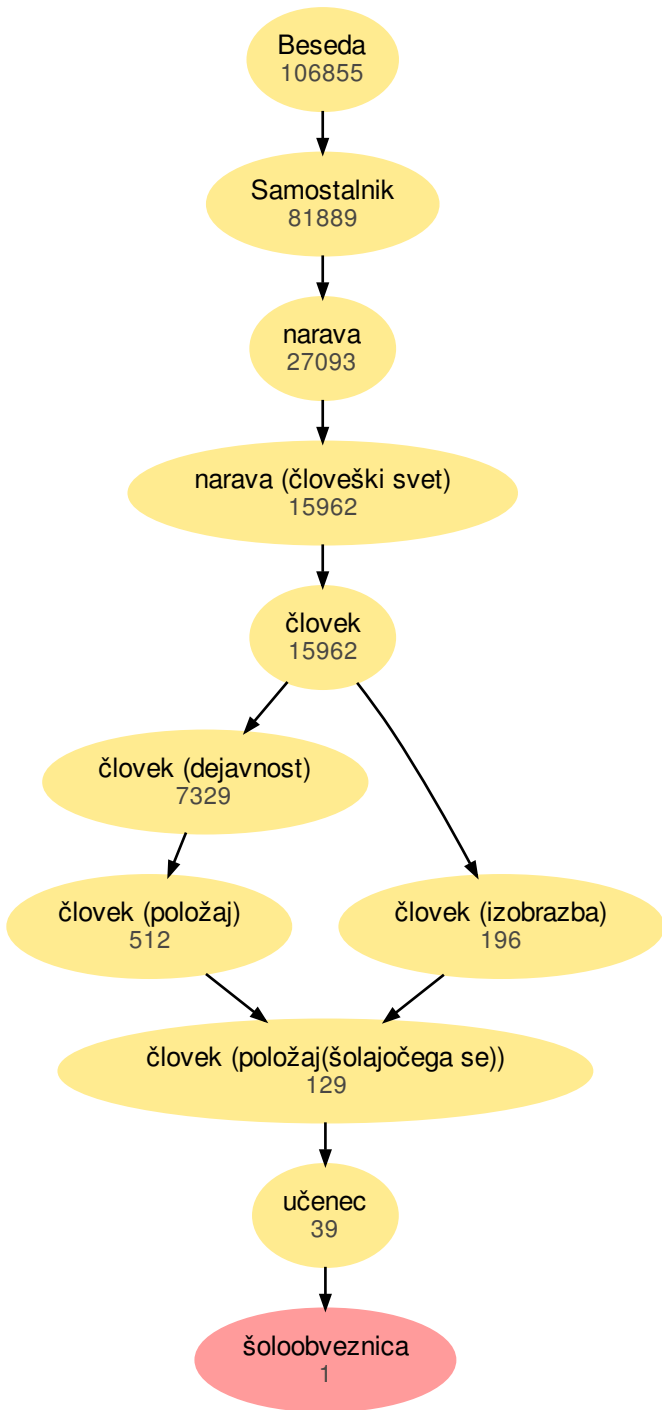 Beseda
106855
Samostalnik
81889
narava
27093
narava (človeški svet)
15962
človek
15962
človek (dejavnost)
7329
človek (položaj)
512
človek (izobrazba)
196
človek (položaj(šolajočega se))
129
učenec
39
šoloobveznica
1